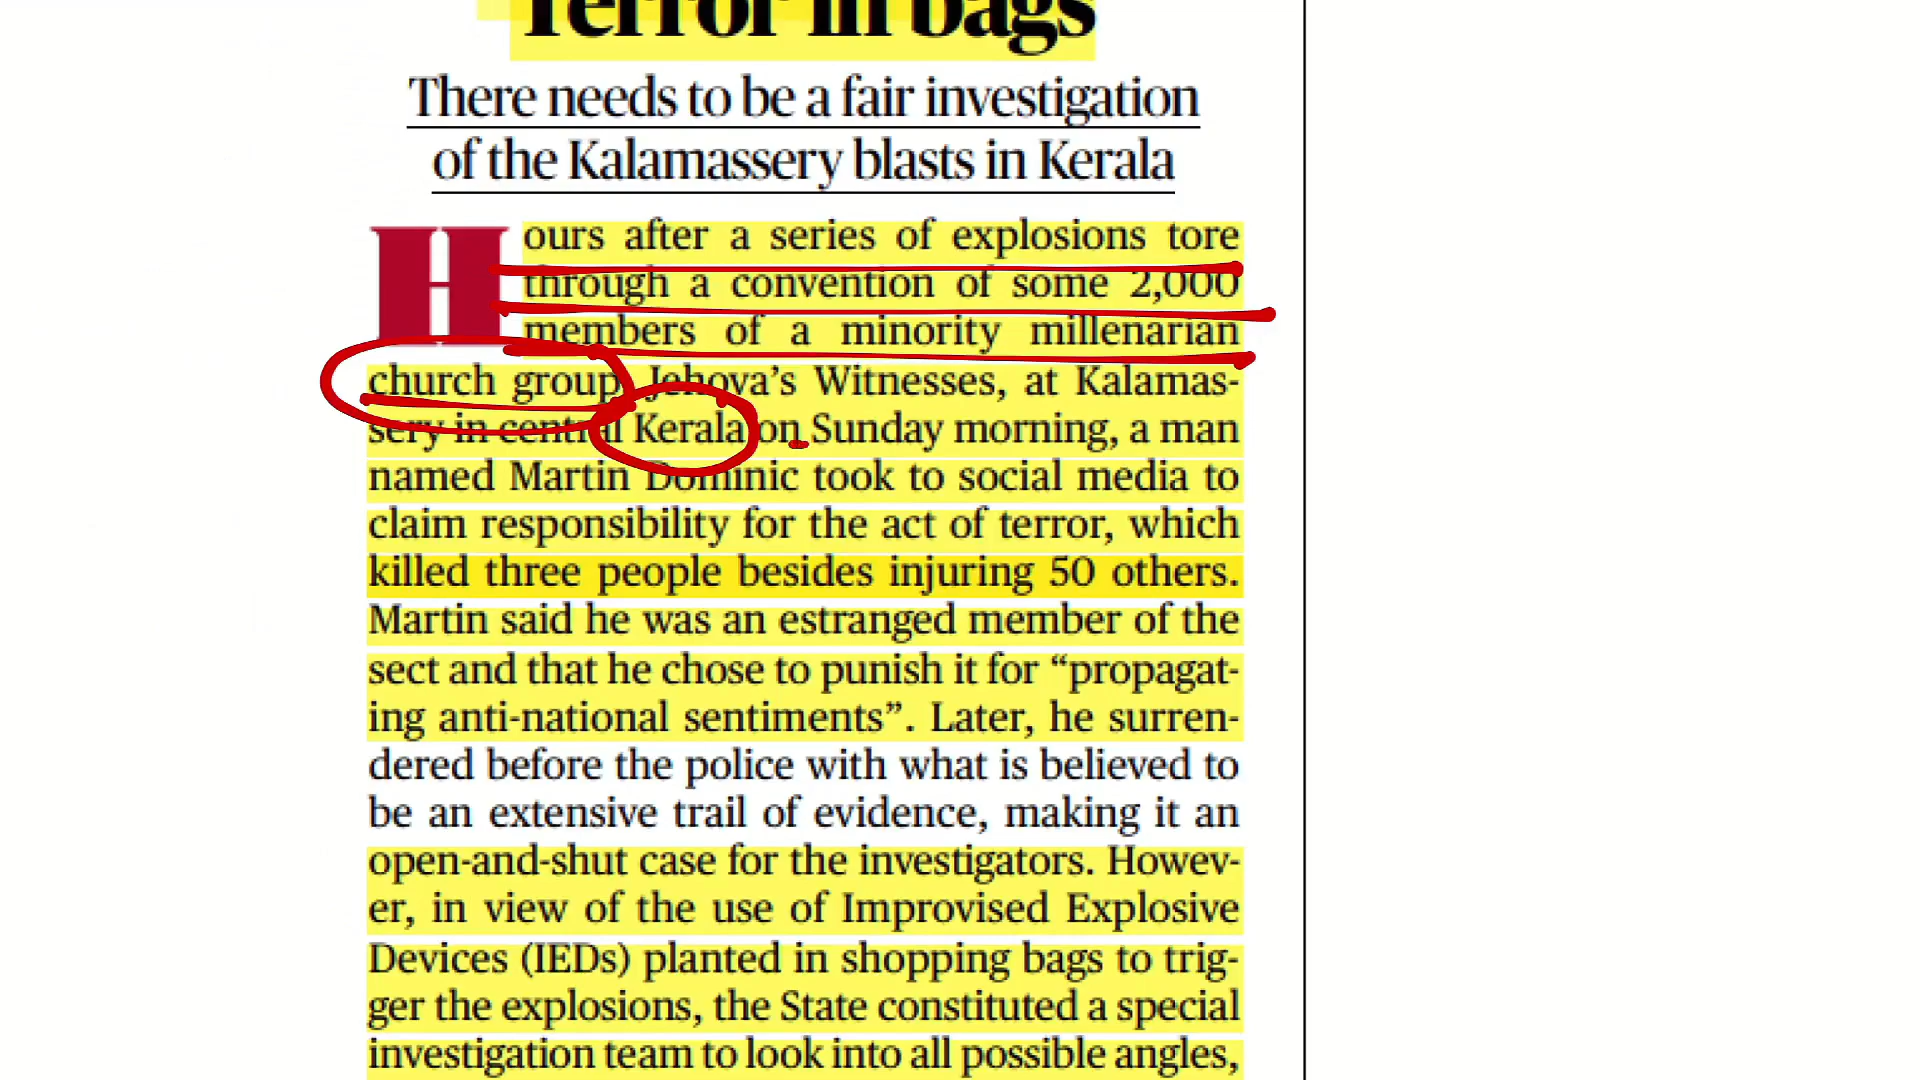 Terror in bags
There needs to be a fair investigation
of the Kalamassery blasts in Kerala
Hours after a series of explosions tore
through a convention of some 2,000
members of a minority millenarian
church group, Jehova's Witnesses, at Kalamas-
sery in central Kerala on Sunday morning, a man
named Martin Dominic took to social media to
claim responsibility for the act of terror, which
killed three people besides injuring 50 others.
Martin said he was an estranged member of the
sect and that he chose to punish it for “propagat-
ing anti-national sentiments”. Later, he surren-
dered before the police with what is believed to
be an extensive trail of evidence, making it an
open-and-shut case for the investigators. Howev-
er, in view of the use of Improvised Explosive
Devices (IEDs) planted in shopping bags to trig-
ger the explosions, the State constituted a special
investigation team to look into all possible angles,